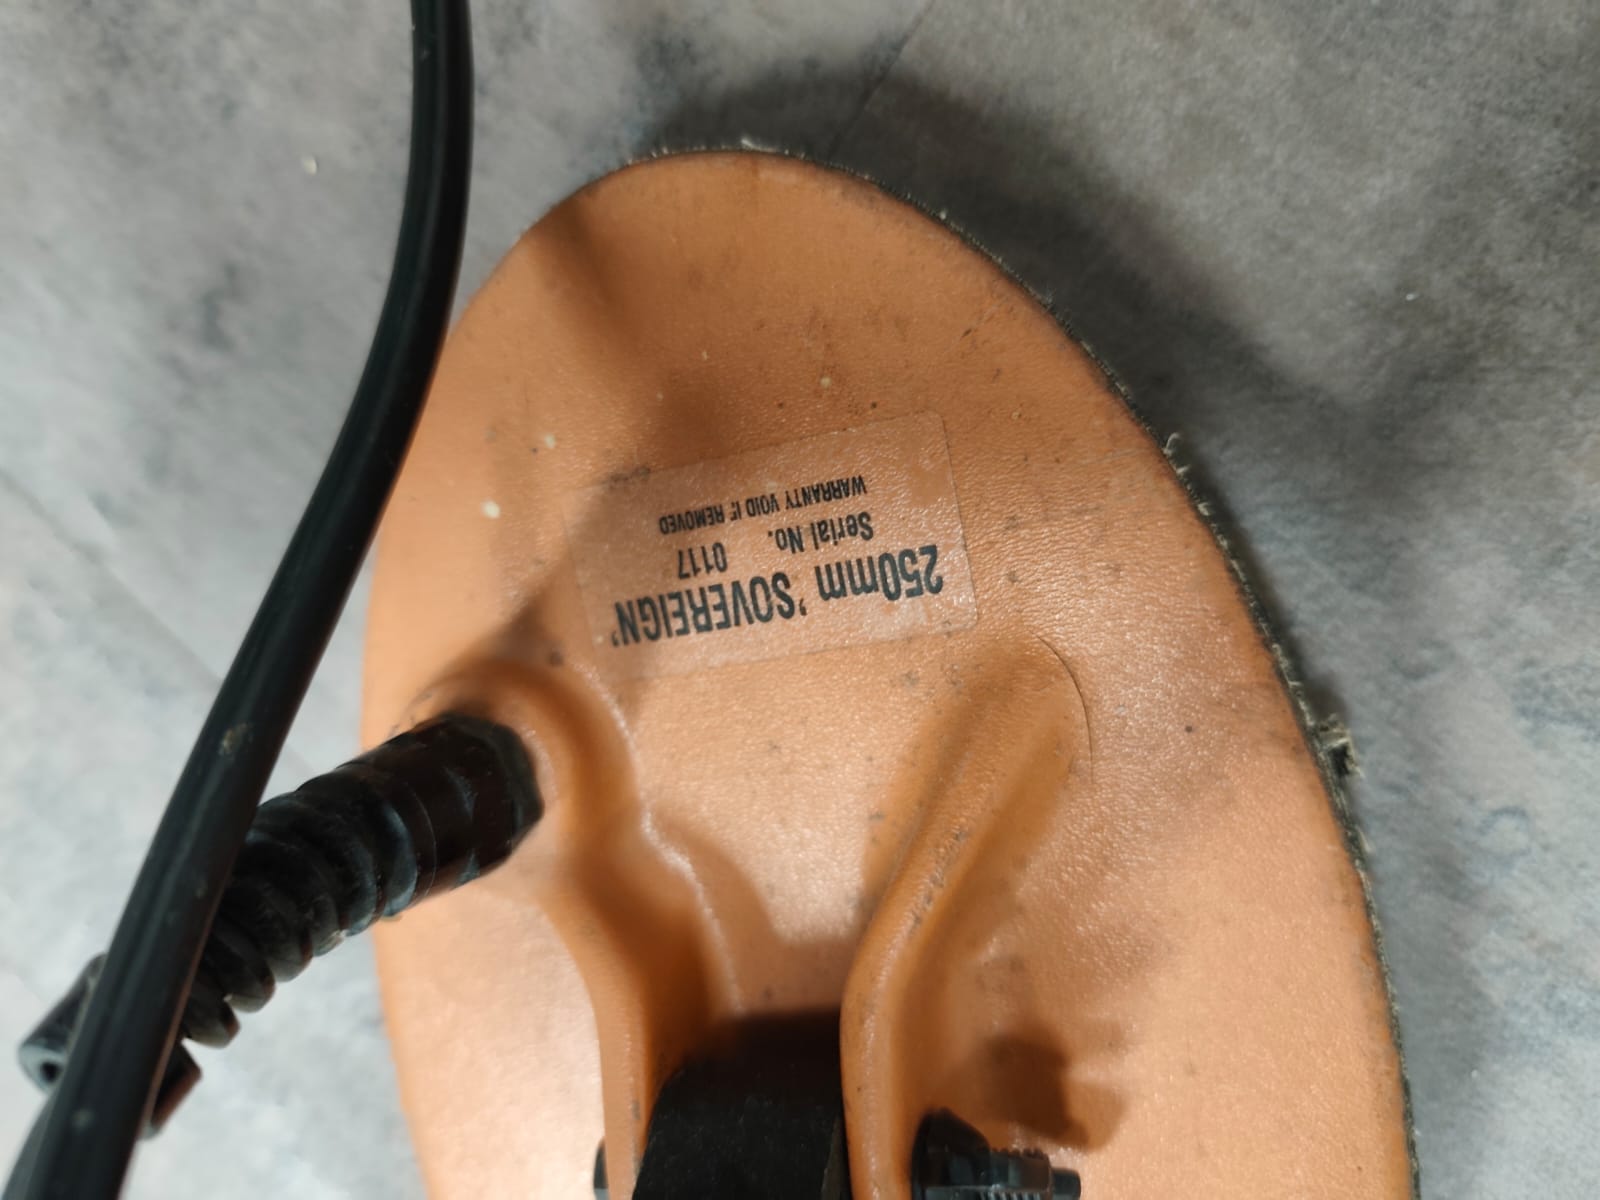 250mm 'SOVEREIGN'
Serial No. 0117
WARRANTY VOID IF REMOVED